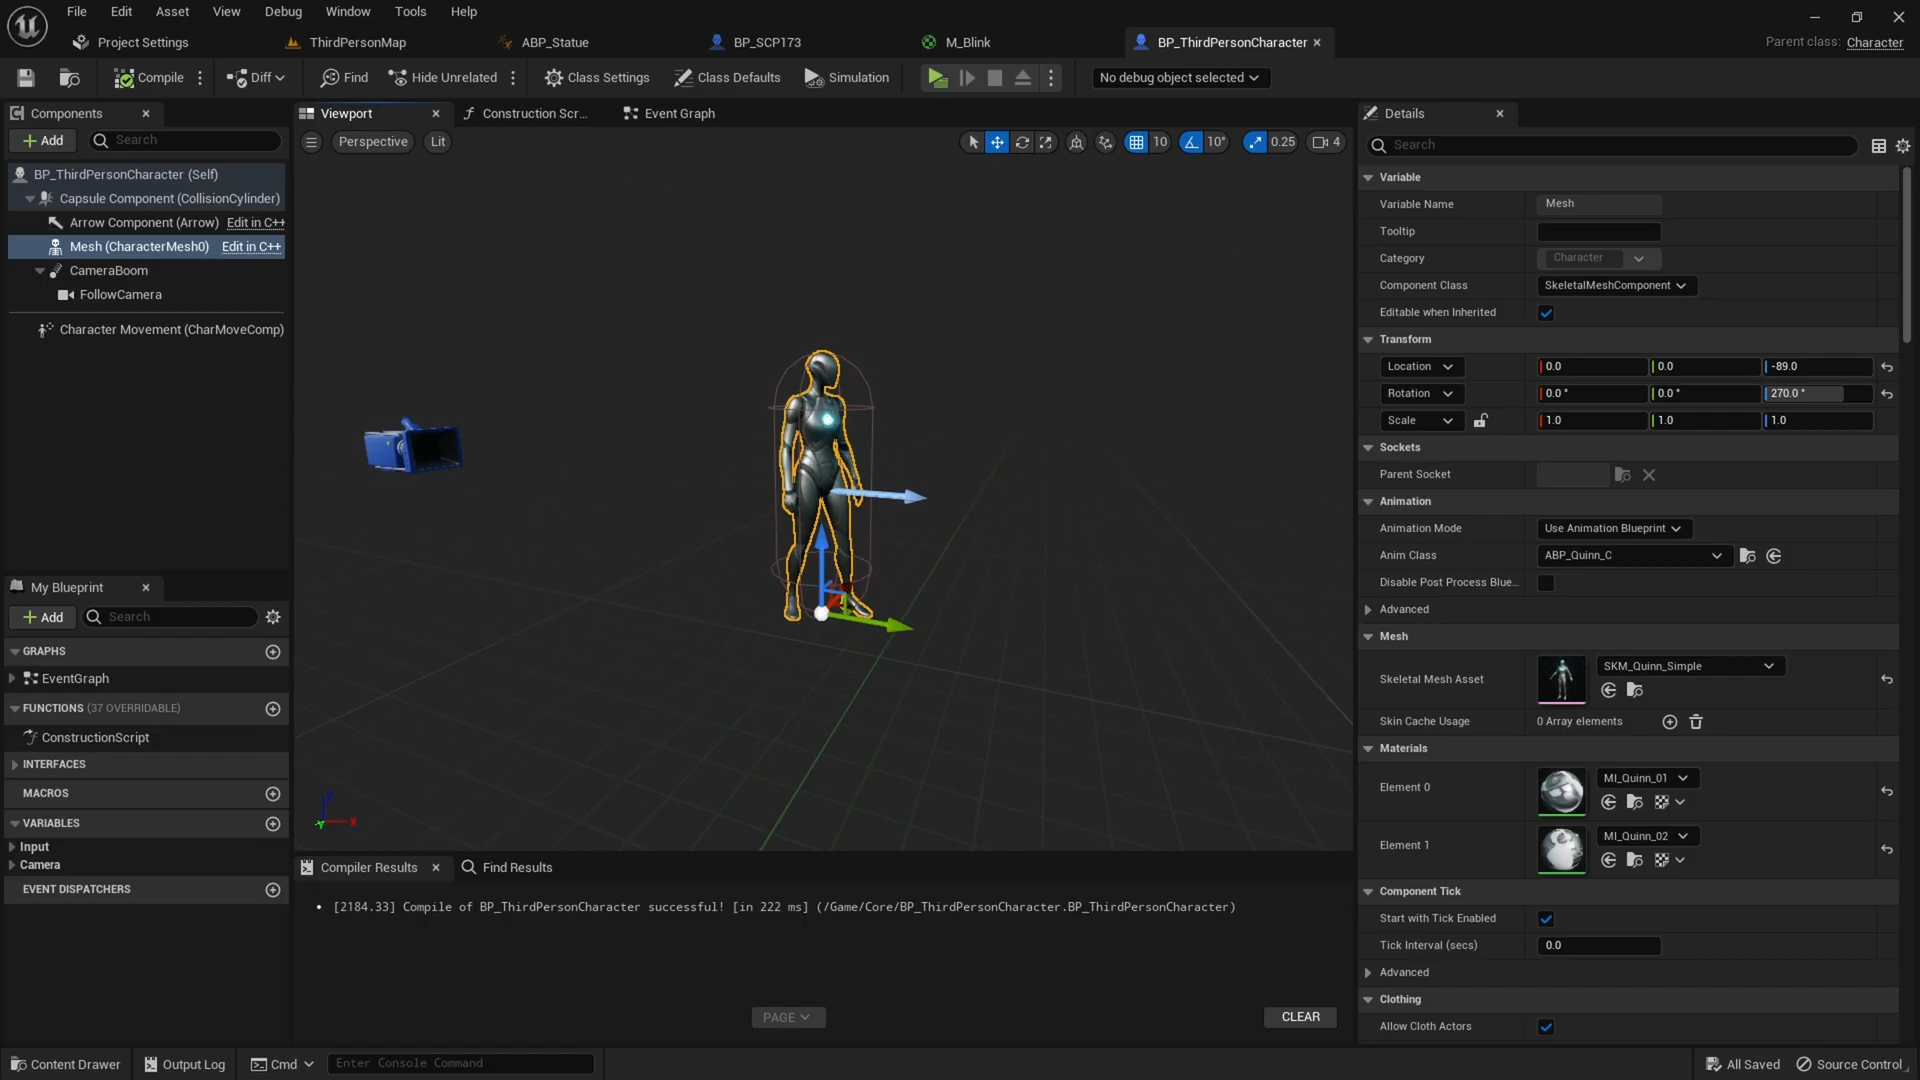 File Edit Asset View Debug Window Tools Help
Project Settings ThirdPersonMap ABP_Statue BP_SCP173 M_Blink BP_ThirdPersonCharacter
Parent class: Character
Compile Diff Find Hide Unrelated Class Settings Class Defaults Simulation No debug object selected
Components
Add Search
BP_ThirdPersonCharacter (Self)
Capsule Component (CollisionCylinder)
Arrow Component (Arrow) Edit in C++
Mesh (CharacterMesh0) Edit in C++
CameraBoom
FollowCamera
Character Movement (CharMoveComp)
My Blueprint
Add Search
GRAPHS
EventGraph
FUNCTIONS (37 OVERRIDABLE)
ConstructionScript
INTERFACES
MACROS
VARIABLES
Input
Camera
EVENT DISPATCHERS
Viewport Construction Scr... Event Graph
Perspective Lit 10 10° 0.25 4
Z
Y X
Compiler Results Find Results
[2184.33] Compile of BP_ThirdPersonCharacter successful! [in 222 ms] (/Game/Core/BP_ThirdPersonCharacter.BP_ThirdPersonCharacter)
PAGE CLEAR
Details
Search
Variable
Variable Name Mesh
Tooltip
Category Character
Component Class SkeletalMeshComponent
Editable when Inherited
Transform
Location 0.0 0.0 -89.0
Rotation 0.0 ° 0.0 ° 270.0 °
Scale 1.0 1.0 1.0
Sockets
Parent Socket
Animation
Animation Mode Use Animation Blueprint
Anim Class ABP_Quinn_C
Disable Post Process Blue...
Advanced
Mesh
Skeletal Mesh Asset SKM_Quinn_Simple
Skin Cache Usage 0 Array elements
Materials
Element 0 MI_Quinn_01
Element 1 MI_Quinn_02
Component Tick
Start with Tick Enabled
Tick Interval (secs) 0.0
Advanced
Clothing
Allow Cloth Actors
Content Drawer Output Log Cmd Enter Console Command All Saved Source Control